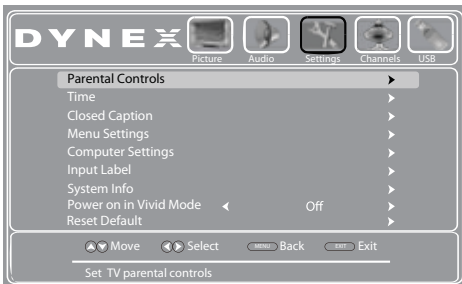 DYNEX
Picture Audio Settings Channels USB
Parental Controls
Time
Closed Caption
Menu Settings
Computer Settings
Input Label
System Info
Power on in Vivid Mode Off
Reset Default
Move Select MENU Back EXIT Exit
Set TV parental controls